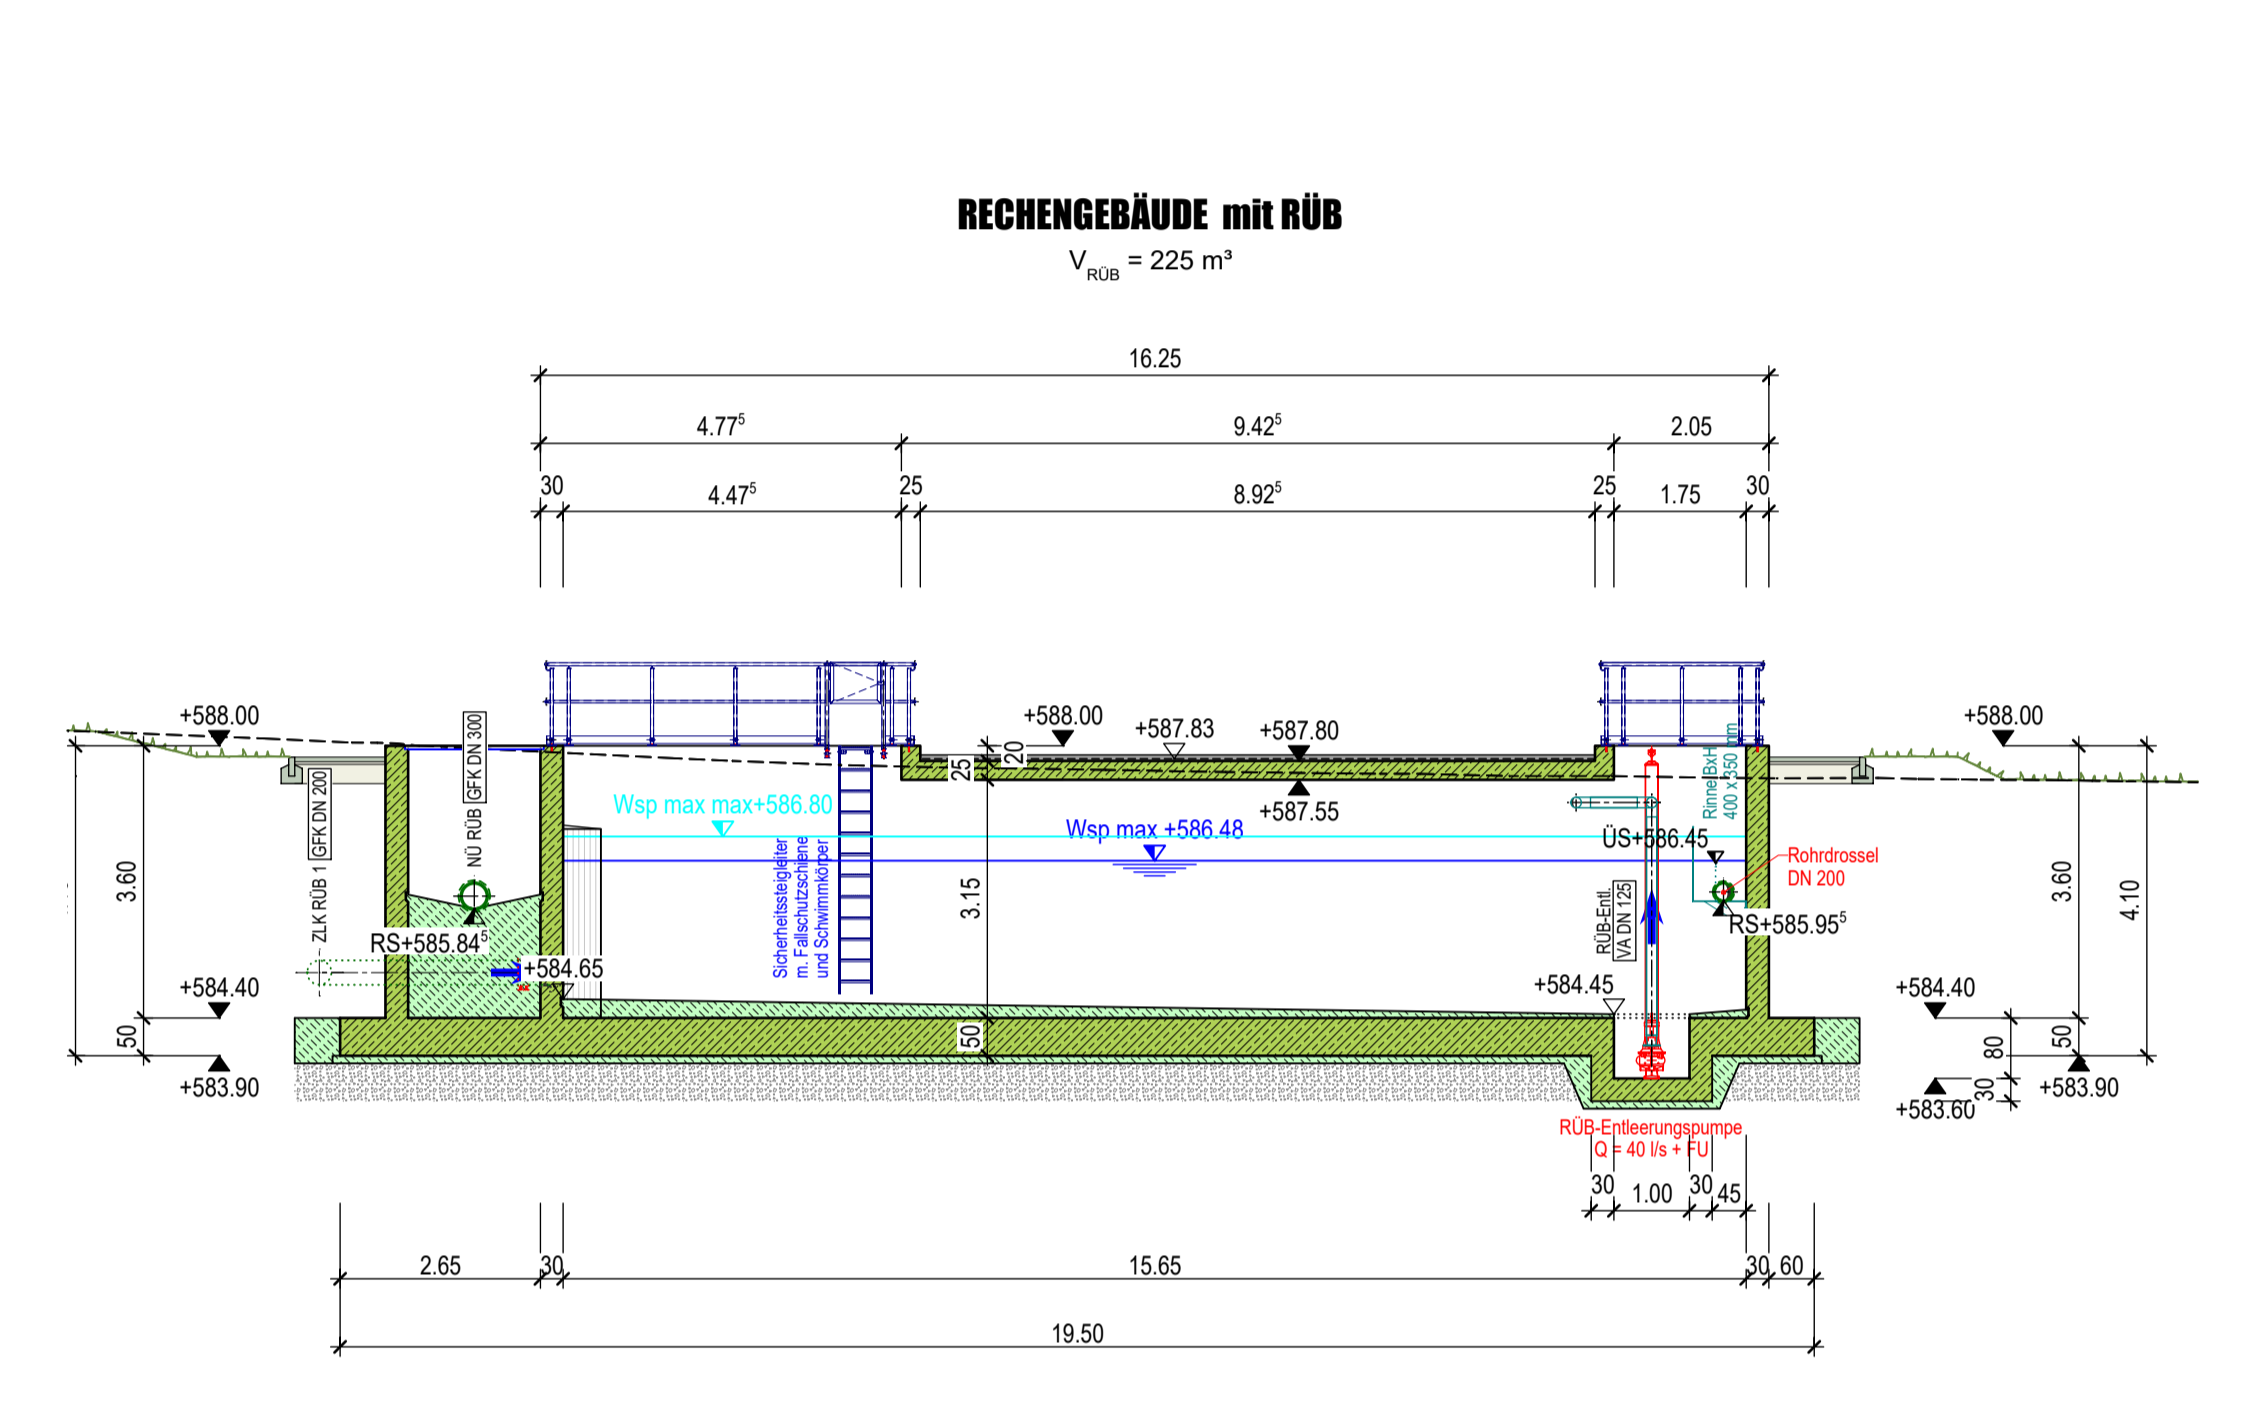 RECHENGEBÄUDE mit RÜB
V RÜB = 225 m³
16.25
4.77⁵
9.42⁵
2.05
30
4.47⁵
25
8.92⁵
25
1.75
30
+588.00
+588.00
+587.83
+587.80
+588.00
20
25
+587.55
GFK DN 300
NÜ RÜB
GFK DN 200
ZLK RÜB 1
Wsp max max+586.80
Wsp max +586.48
Sicherheitssteigleiter
m. Fallschutzschiene
und Schwimmkörper
Rinne BxH
400 x 350 mm
ÜS+586.45
Rohrdrossel
DN 200
RS+585.95⁵
RÜB-Entl.
VA DN 125
3.60
3.15
3.60
4.10
RS+585.84⁵
+584.65
+584.45
+584.40
+584.40
50
50
50
80
30
+583.90
+583.90
+583.60
RÜB-Entleerungspumpe
Q = 40 l/s + FU
30
1.00
30
45
2.65
30
15.65
30
60
19.50